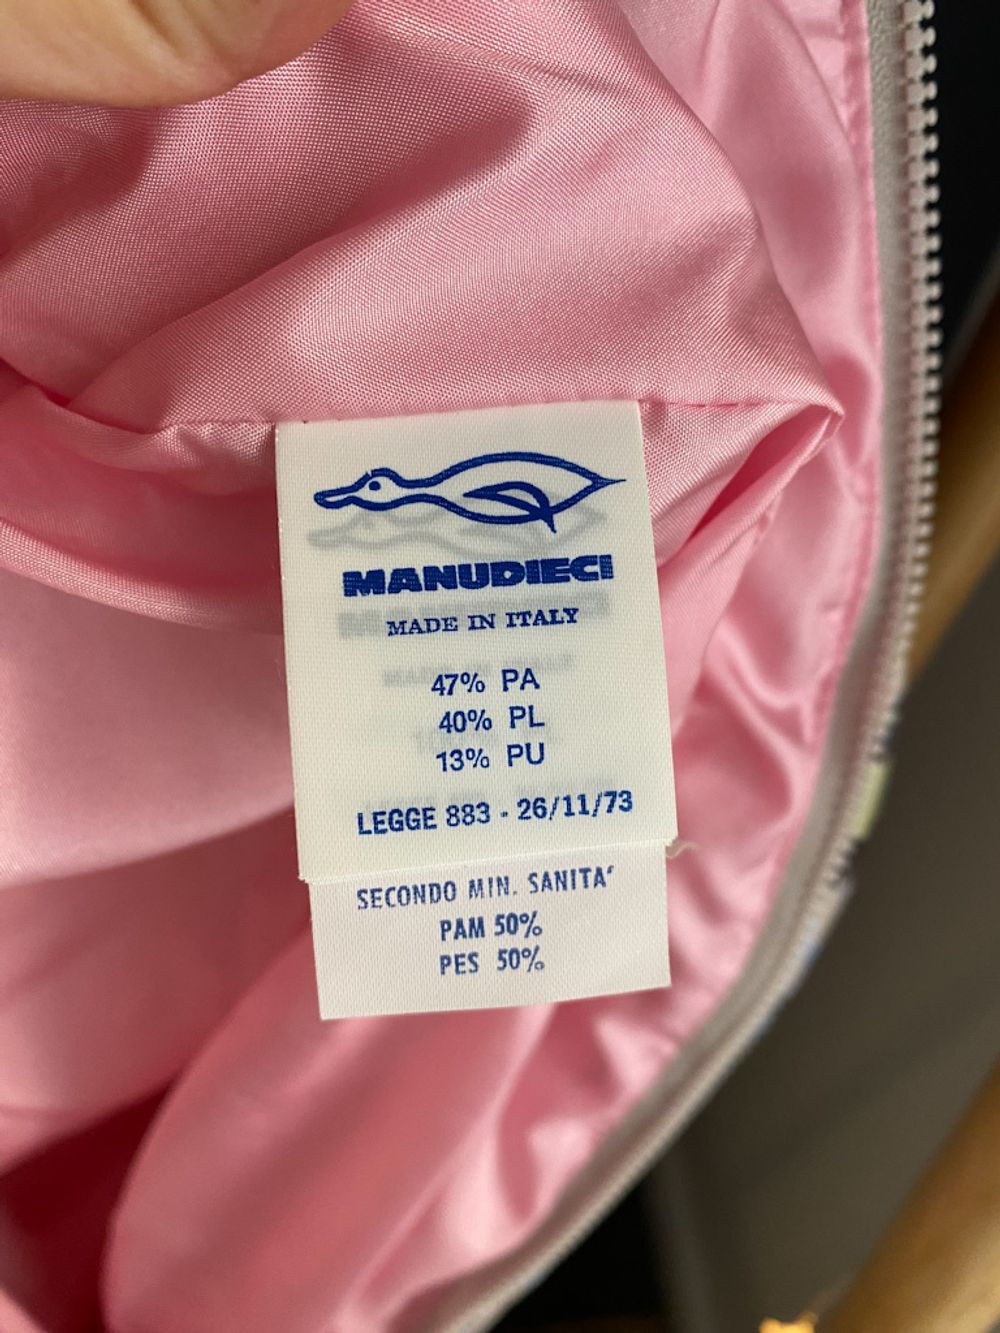 MANUDIECI
MADE IN ITALY
47% PA
40% PL
13% PU
LEGGE 883 - 26/11/73
SECONDO MIN. SANITA'
PAM 50%
PES 50%